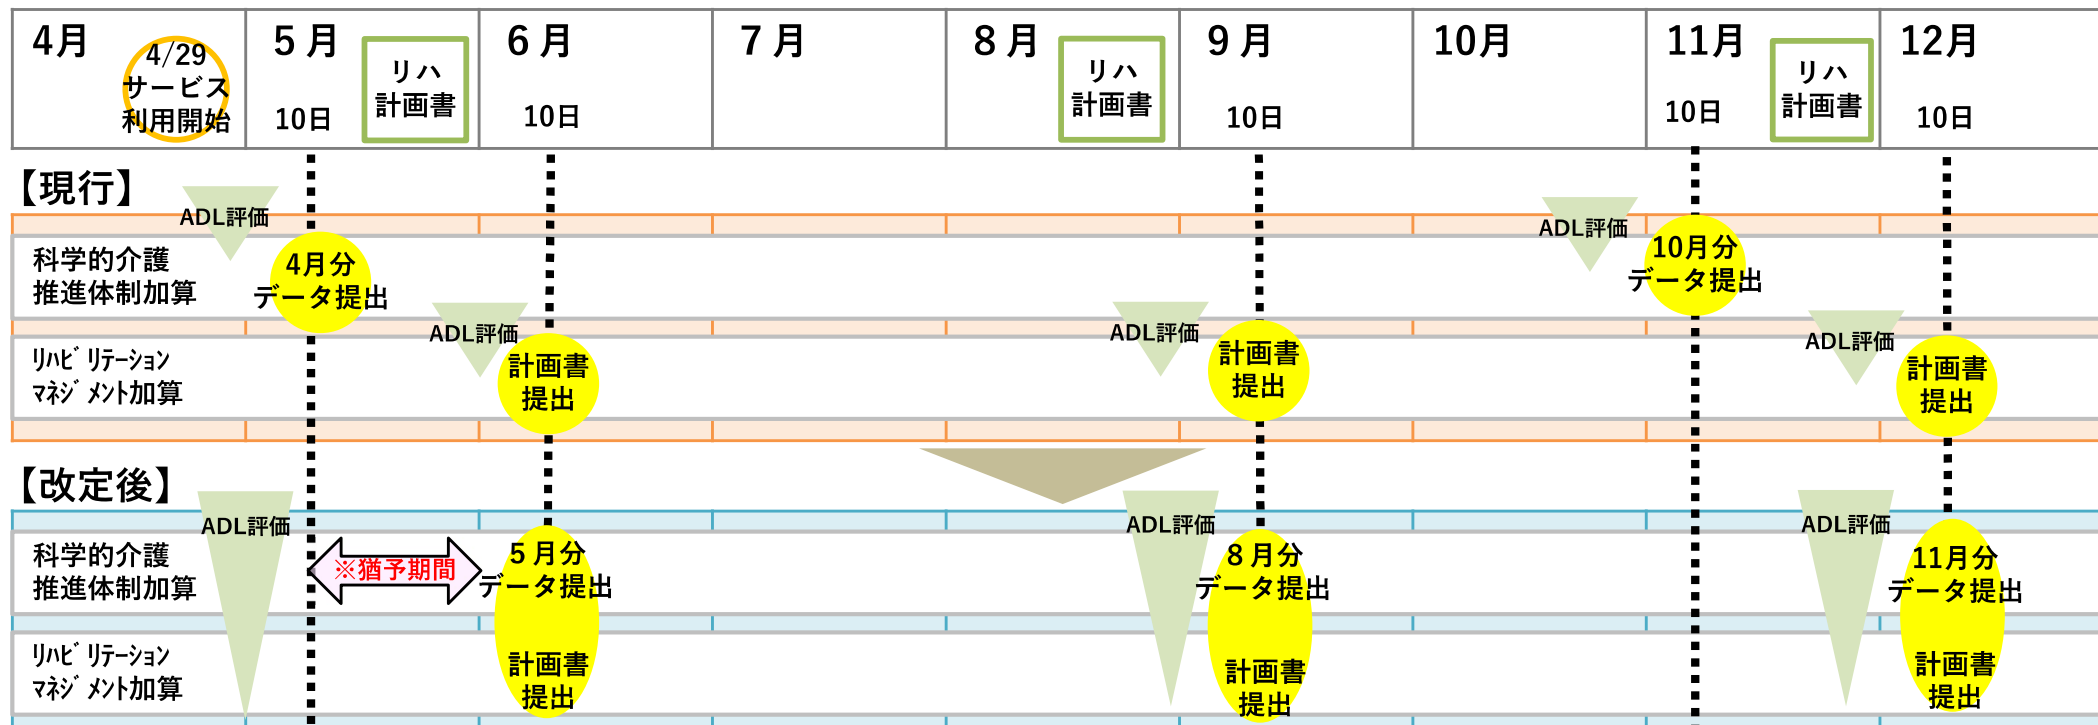 4月
4/29
サービス
利用開始
5月
10日
リハ
計画書
6月
10日
7月
8月
リハ
計画書
9月
10日
10月
11月
10日
リハ
計画書
12月
10日
【現行】
ADL評価
ADL評価
科学的介護
推進体制加算
4月分
データ提出
10月分
データ提出
ADL評価
ADL評価
ADL評価
ﾘﾊﾋﾞﾘﾃｰｼｮﾝ
ﾏﾈｼﾞﾒﾝﾄ加算
計画書
提出
計画書
提出
計画書
提出
【改定後】
ADL評価
ADL評価
ADL評価
科学的介護
推進体制加算
※猶予期間
5月分
データ提出
8月分
データ提出
11月分
データ提出
ﾘﾊﾋﾞﾘﾃｰｼｮﾝ
ﾏﾈｼﾞﾒﾝﾄ加算
計画書
提出
計画書
提出
計画書
提出